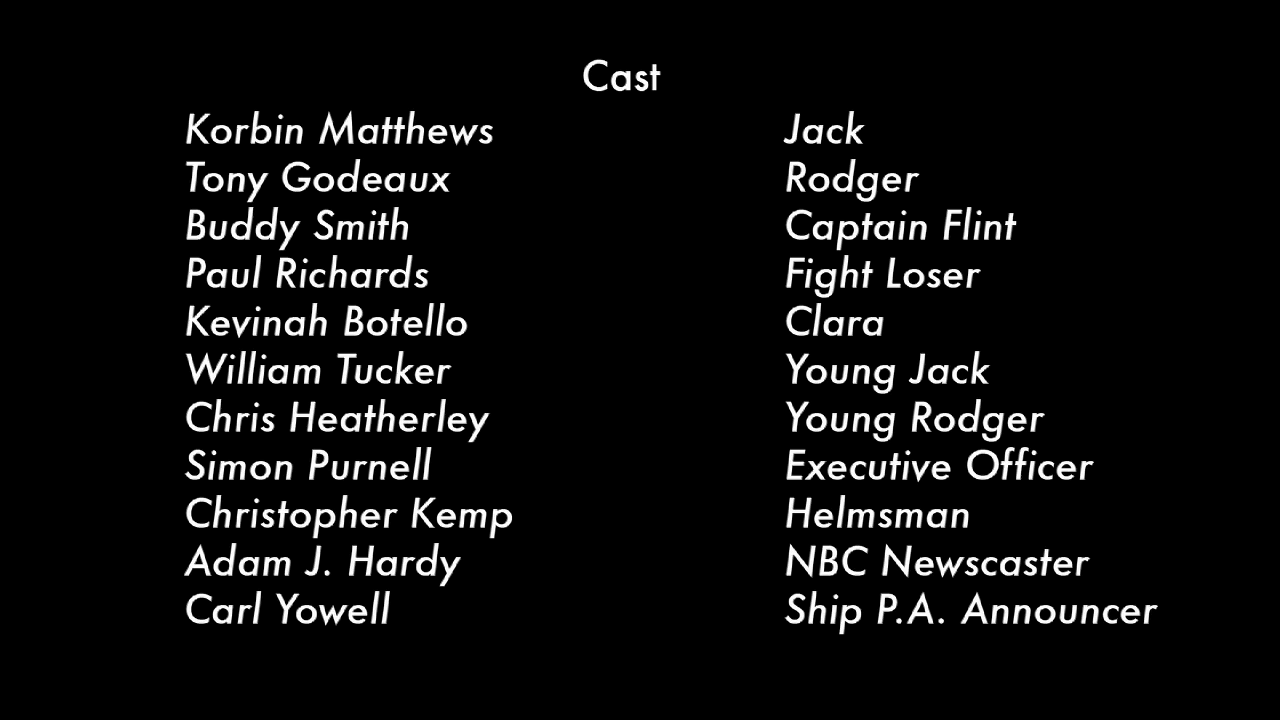 Cast
Korbin Matthews Jack
Tony Godeaux Rodger
Buddy Smith Captain Flint
Paul Richards Fight Loser
Kevinah Botello Clara
William Tucker Young Jack
Chris Heatherley Young Rodger
Simon Purnell Executive Officer
Christopher Kemp Helmsman
Adam J. Hardy NBC Newscaster
Carl Yowell Ship P.A. Announcer